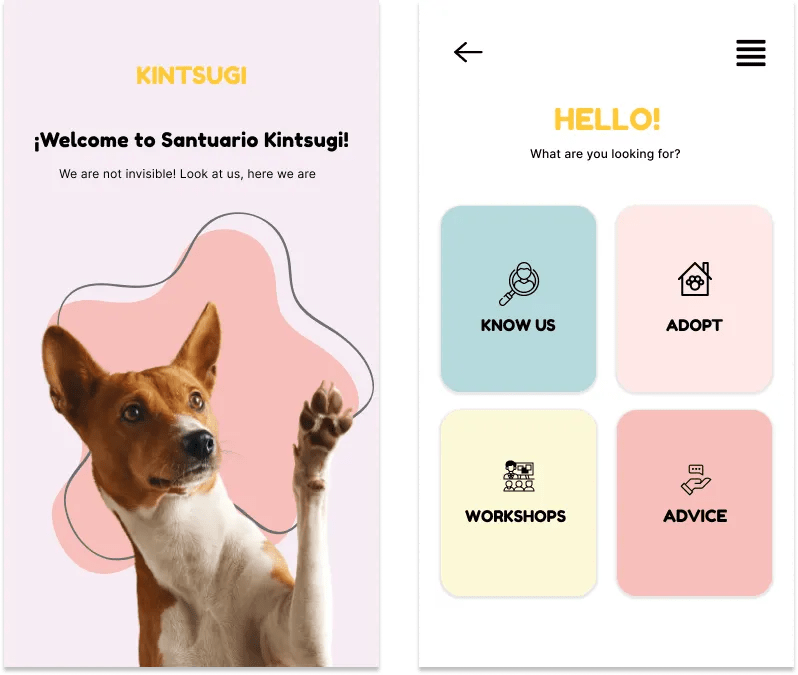 KINTSUGI
¡Welcome to Santuario Kintsugi!
We are not invisible! Look at us, here we are
HELLO!
What are you looking for?
KNOW US
ADOPT
WORKSHOPS
ADVICE